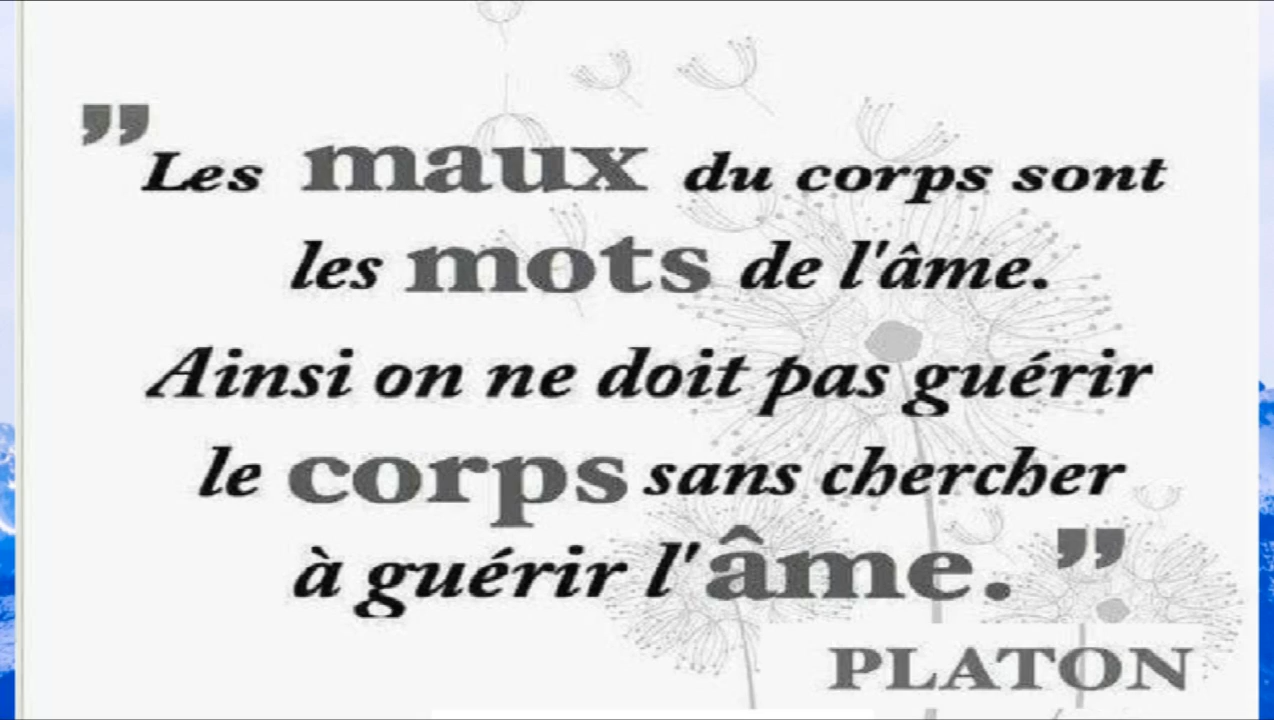 ”Les maux du corps sont
les mots de l'âme.
Ainsi on ne doit pas guérir
le corps sans chercher
à guérir l'âme.”
PLATON